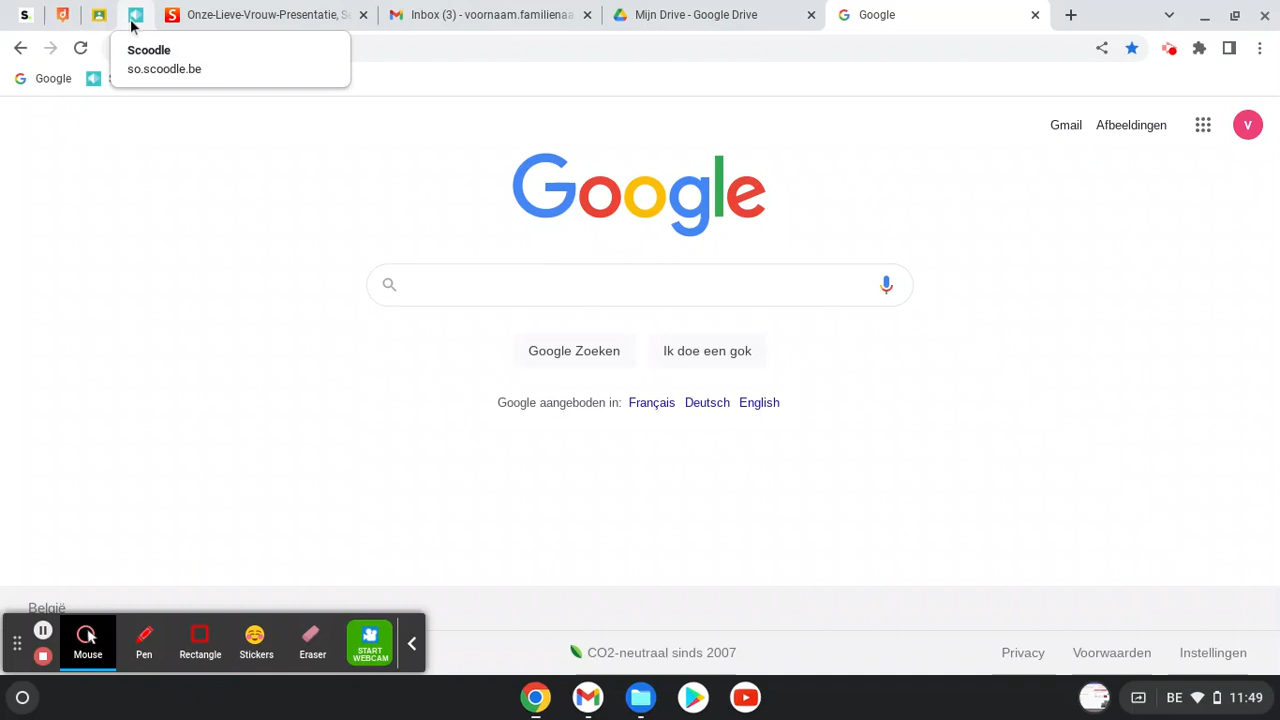 Onze-Lieve-Vrouw-Presentatie, S
Inbox (3) - voornaam.familiena
Mijn Drive - Google Drive
Google
Scoodle
so.scoodle.be
Google
Gmail
Afbeeldingen
V
Google
Google Zoeken
Ik doe een gok
Google aangeboden in: Français Deutsch English
België
CO2-neutraal sinds 2007
Privacy
Voorwaarden
Instellingen
Mouse
Pen
Rectangle
Stickers
Eraser
START
WEBCAM
BE
11:49